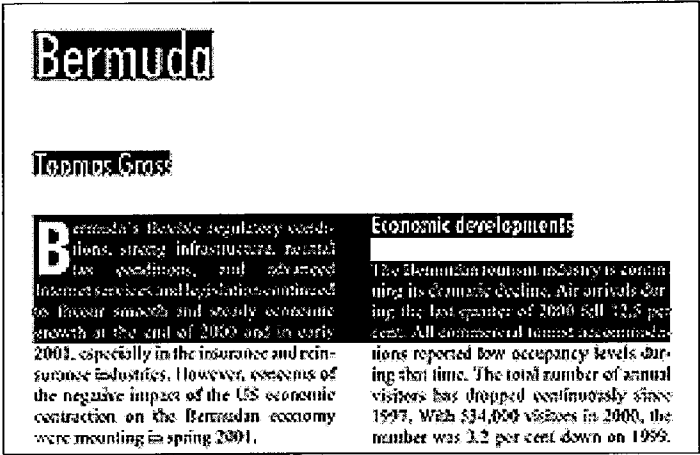 Bermuda
Toomas Gross
Bermuda's flexible regulatory condi-
tions, strong infrastructure, neutral
tax conditions, and advanced
Internet services and legislation continued
to favour smooth and steady economic
growth at the end of 2000 and in early
2001, especially in the insurance and rein-
surance industries. However, concerns of
the negative impact of the US economic
contraction on the Bermudan economy
were mounting in spring 2001.
Economic developments
The Bermudan tourism industry is contin-
uing its dramatic decline. Air arrivals dur-
ing the last quarter of 2000 fell 12.5 per
cent. All commercial tourist accommoda-
tions reported low occupancy levels dur-
ing that time. The total number of annual
visitors has dropped continuously since
1997. With 534,000 visitors in 2000, the
number was 3.2 per cent down on 1999.